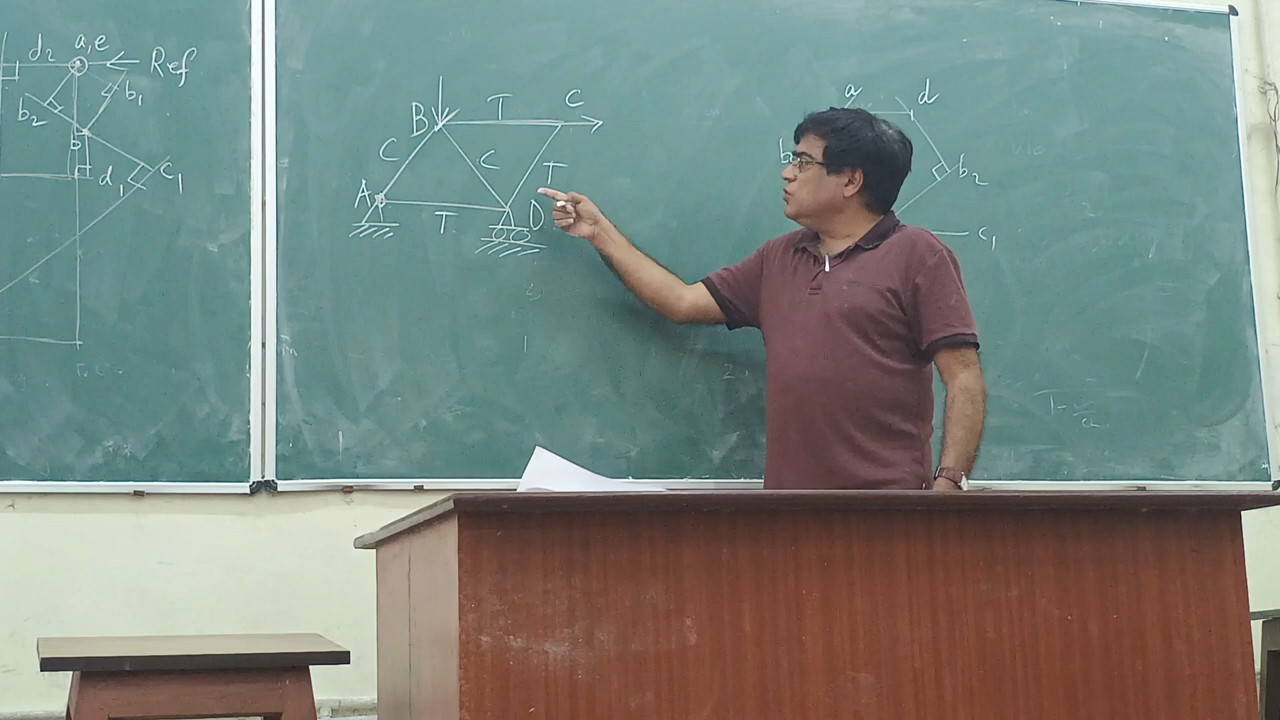 d2 a,e Ref
b2 b1
b
d1 c1
B T C
C C T
A T D
a d
b2
c1